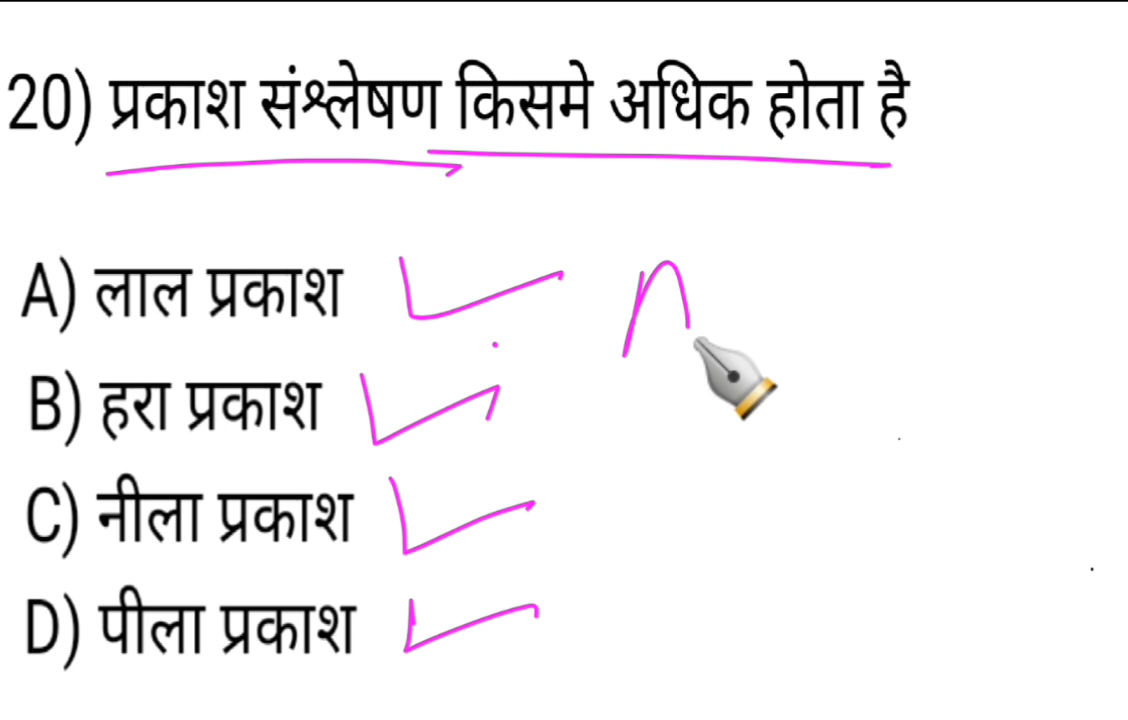 20) प्रकाश संश्लेषण किसमे अधिक होता है
A) लाल प्रकाश
B) हरा प्रकाश
C) नीला प्रकाश
D) पीला प्रकाश